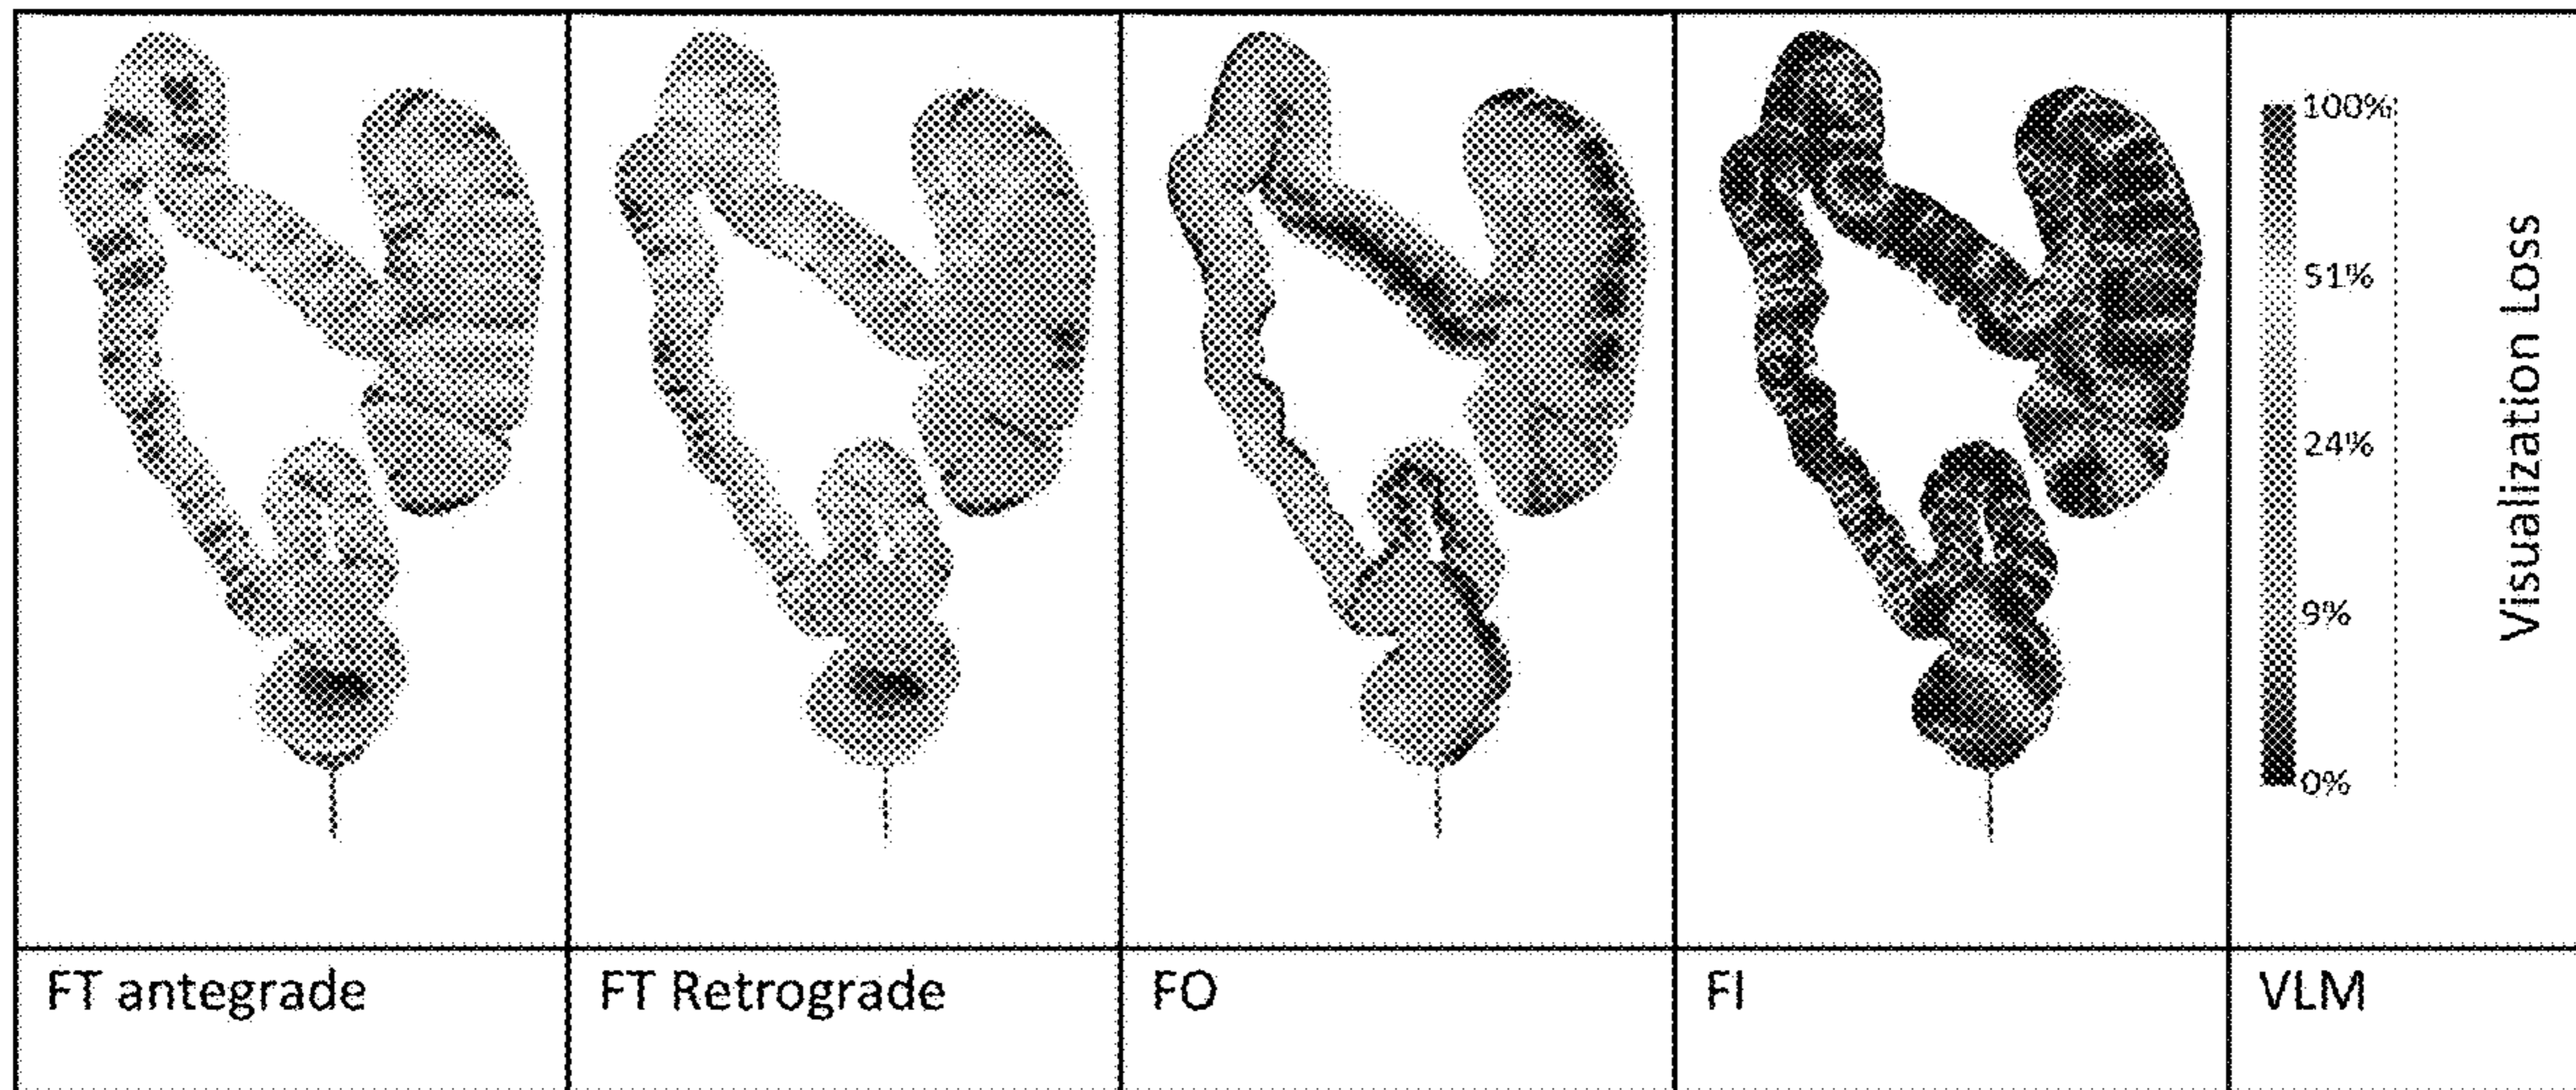 100%
51%
24%
9%
0%
Visualization Loss
FT antegrade
FT Retrograde
FO
FI
VLM